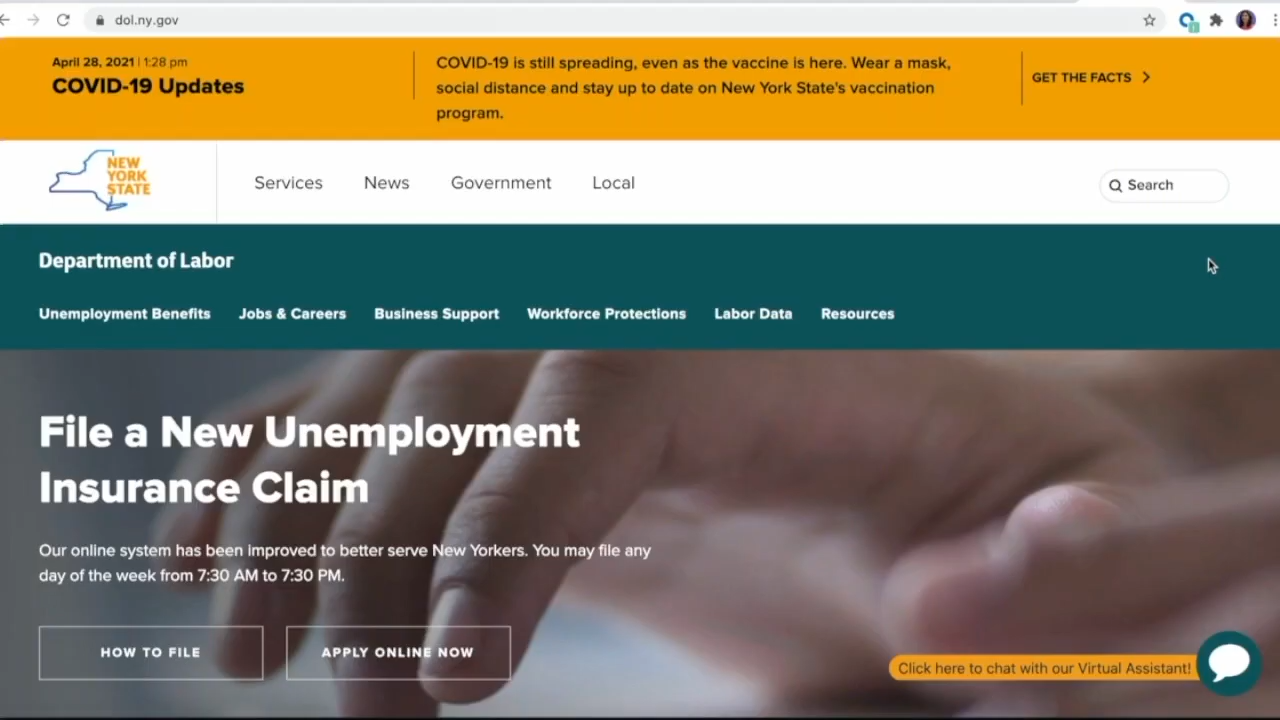 dol.ny.gov
April 28, 2021 | 1:28 pm
COVID-19 Updates
COVID-19 is still spreading, even as the vaccine is here. Wear a mask,
social distance and stay up to date on New York State's vaccination
program.
GET THE FACTS
NEW
YORK
STATE
Services News Government Local
Search
Department of Labor
Unemployment Benefits Jobs & Careers Business Support Workforce Protections Labor Data Resources
File a New Unemployment
Insurance Claim
Our online system has been improved to better serve New Yorkers. You may file any
day of the week from 7:30 AM to 7:30 PM.
HOW TO FILE APPLY ONLINE NOW
Click here to chat with our Virtual Assistant!